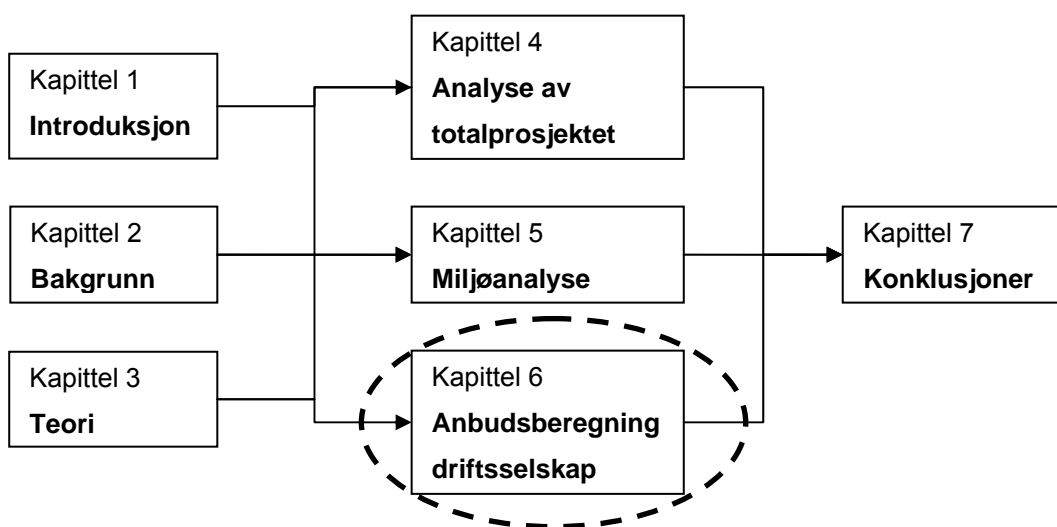 Kapittel 1
Introduksjon
Kapittel 2
Bakgrunn
Kapittel 3
Teori
Kapittel 4
Analyse av
totalprosjektet
Kapittel 5
Miljøanalyse
Kapittel 6
Anbudsberegning
driftsselskap
Kapittel 7
Konklusjoner